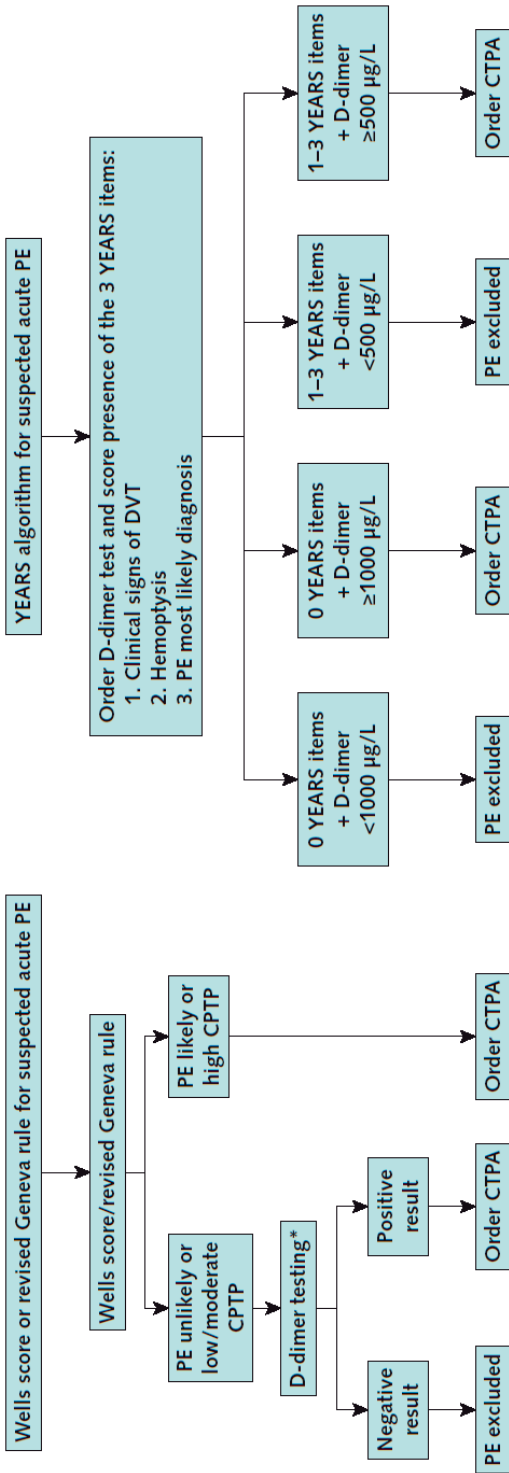 Wells score or revised Geneva rule for suspected acute PE
Wells score/revised Geneva rule
PE unlikely or
low/moderate
CPTP
PE likely or
high CPTP
D-dimer testing*
Negative
result
Positive
result
PE excluded
Order CTPA
Order CTPA
YEARS algorithm for suspected acute PE
Order D-dimer test and score presence of the 3 YEARS items:
1. Clinical signs of DVT
2. Hemoptysis
3. PE most likely diagnosis
0 YEARS items
+ D-dimer
<1000 µg/L
0 YEARS items
+ D-dimer
≥1000 µg/L
1–3 YEARS items
+ D-dimer
<500 µg/L
1–3 YEARS items
+ D-dimer
≥500 µg/L
PE excluded
Order CTPA
PE excluded
Order CTPA